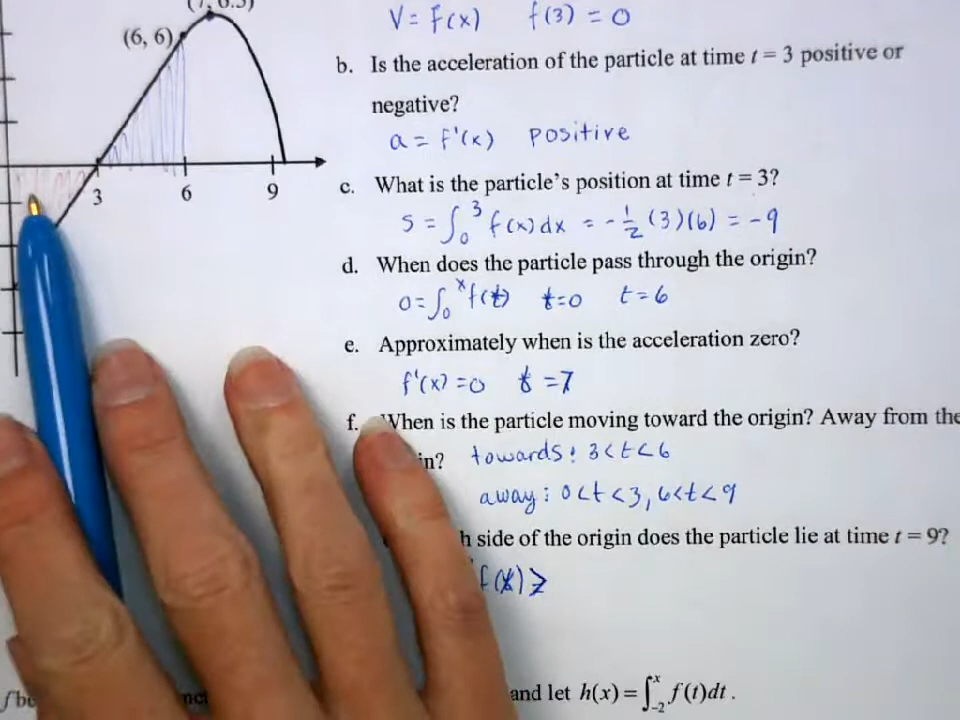 (7, 6.5)
(6, 6)
3 6 9
V = f(x) f(3) = 0
b. Is the acceleration of the particle at time t = 3 positive or
negative?
a = f'(x) positive
c. What is the particle's position at time t = 3?
s = ∫₀³ f(x)dx = -1/2 (3)(6) = -9
d. When does the particle pass through the origin?
0 = ∫₀ˣ f(t) t=0 t=6
e. Approximately when is the acceleration zero?
f'(x) = 0 t = 7
f. When is the particle moving toward the origin? Away from the
in? towards: 3<t<6
away: 0<t<3, 6<t<9
h side of the origin does the particle lie at time t = 9?
f(x) >
and let h(x) = ∫₋₂ˣ f(t)dt.